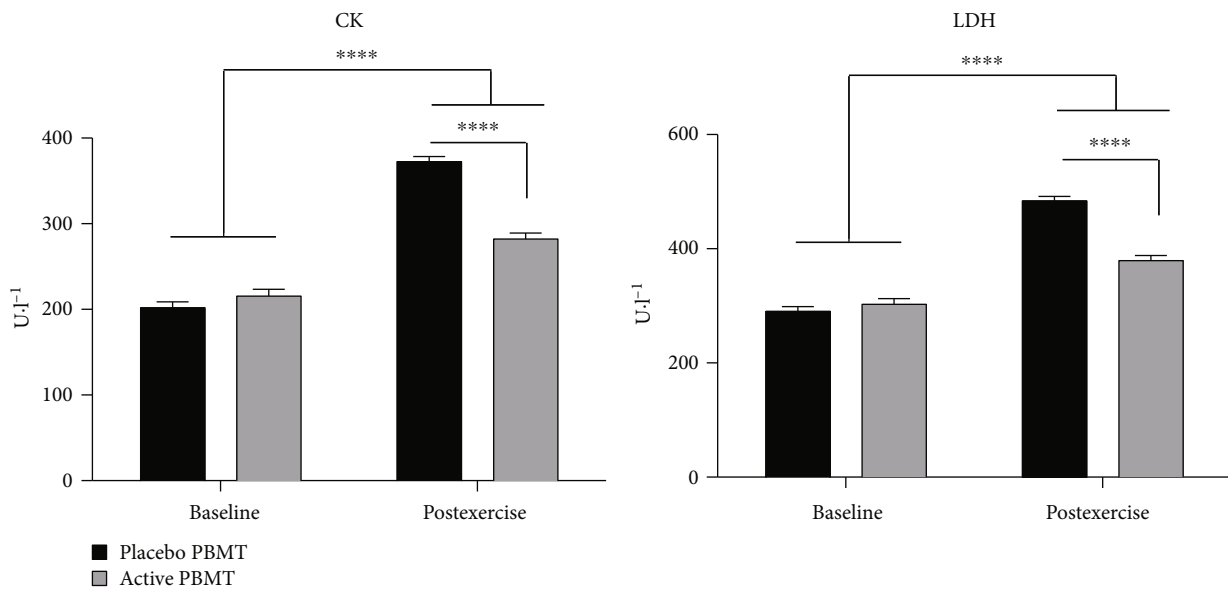 CK
****
****
400
300
200
100
0
U·l⁻¹
Baseline
Postexercise
Placebo PBMT
Active PBMT
LDH
****
****
600
400
200
0
U·l⁻¹
Baseline
Postexercise